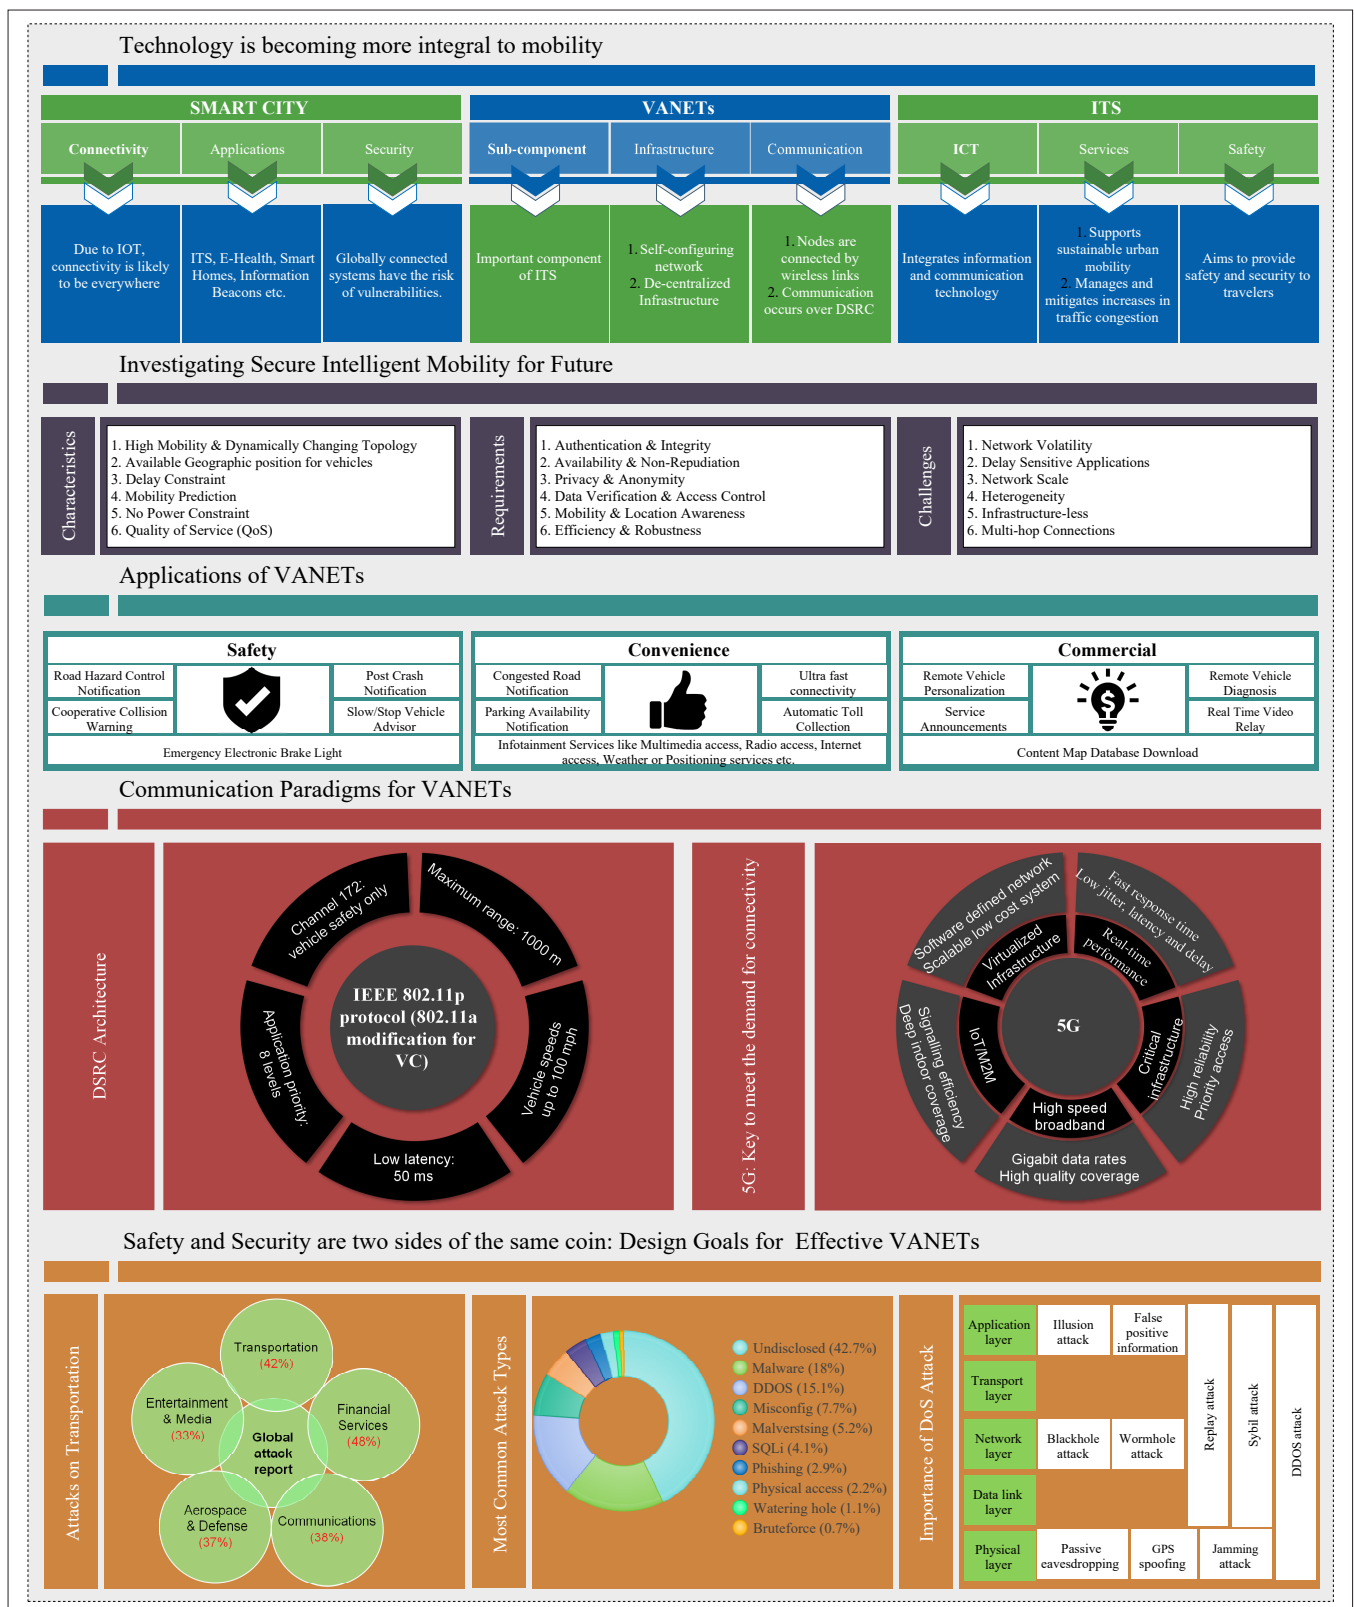 Technology is becoming more integral to mobility
SMART CITY
Connectivity
Applications
Security
Due to IOT,
connectivity is likely
to be everywhere
ITS, E-Health, Smart
Homes, Information
Beacons etc.
Globally connected
systems have the risk
of vulnerabilities.
VANETs
Sub-component
Infrastructure
Communication
Important component
of ITS
1. Self-configuring
network
2. De-centralized
Infrastructure
1. Nodes are
connected by
wireless links
2. Communication
occurs over DSRC
ITS
ICT
Services
Safety
Integrates information
and communication
technology
1. Supports
sustainable urban
mobility
2. Manages and
mitigates increases in
traffic congestion
Aims to provide
safety and security to
travelers
Investigating Secure Intelligent Mobility for Future
Characteristics
1. High Mobility & Dynamically Changing Topology
2. Available Geographic position for vehicles
3. Delay Constraint
4. Mobility Prediction
5. No Power Constraint
6. Quality of Service (QoS)
Requirements
1. Authentication & Integrity
2. Availability & Non-Repudiation
3. Privacy & Anonymity
4. Data Verification & Access Control
5. Mobility & Location Awareness
6. Efficiency & Robustness
Challenges
1. Network Volatility
2. Delay Sensitive Applications
3. Network Scale
4. Heterogeneity
5. Infrastructure-less
6. Multi-hop Connections
Applications of VANETs
Safety
Road Hazard Control
Notification
Post Crash
Notification
Cooperative Collision
Warning
Slow/Stop Vehicle
Advisor
Emergency Electronic Brake Light
Convenience
Congested Road
Notification
Ultra fast
connectivity
Parking Availability
Notification
Automatic Toll
Collection
Infotainment Services like Multimedia access, Radio access, Internet
access, Weather or Positioning services etc.
Commercial
Remote Vehicle
Personalization
Remote Vehicle
Diagnosis
Service
Announcements
Real Time Video
Relay
Content Map Database Download
Communication Paradigms for VANETs
DSRC Architecture
Channel 172:
vehicle safety only
Maximum range: 1000 m
Vehicle speeds
up to 100 mph
Low latency:
50 ms
Application priority:
8 levels
IEEE 802.11p
protocol (802.11a
modification for
VC)
5G: Key to meet the demand for connectivity
Software defined network
Scalable low cost system
Fast response time
Low jitter, latency and delay
High reliability
Priority access
Gigabit data rates
High quality coverage
Signalling efficiency
Deep indoor coverage
Virtualized
Infrastructure
Real-time
performance
Critical
infrastructure
High speed
broadband
IoT/M2M
5G
Safety and Security are two sides of the same coin: Design Goals for Effective VANETs
Attacks on Transportation
Transportation
(42%)
Entertainment
& Media
(33%)
Financial
Services
(48%)
Global
attack
report
Aerospace
& Defense
(37%)
Communications
(38%)
Most Common Attack Types
Undisclosed (42.7%)
Malware (18%)
DDOS (15.1%)
Misconfig (7.7%)
Malverstsing (5.2%)
SQLi (4.1%)
Phishing (2.9%)
Physical access (2.2%)
Watering hole (1.1%)
Bruteforce (0.7%)
Importance of DoS Attack
Application
layer
Illusion
attack
False
positive
information
Transport
layer
Network
layer
Blackhole
attack
Wormhole
attack
Data link
layer
Physical
layer
Passive
eavesdropping
GPS
spoofing
Jamming
attack
Replay attack
Sybil attack
DDOS attack